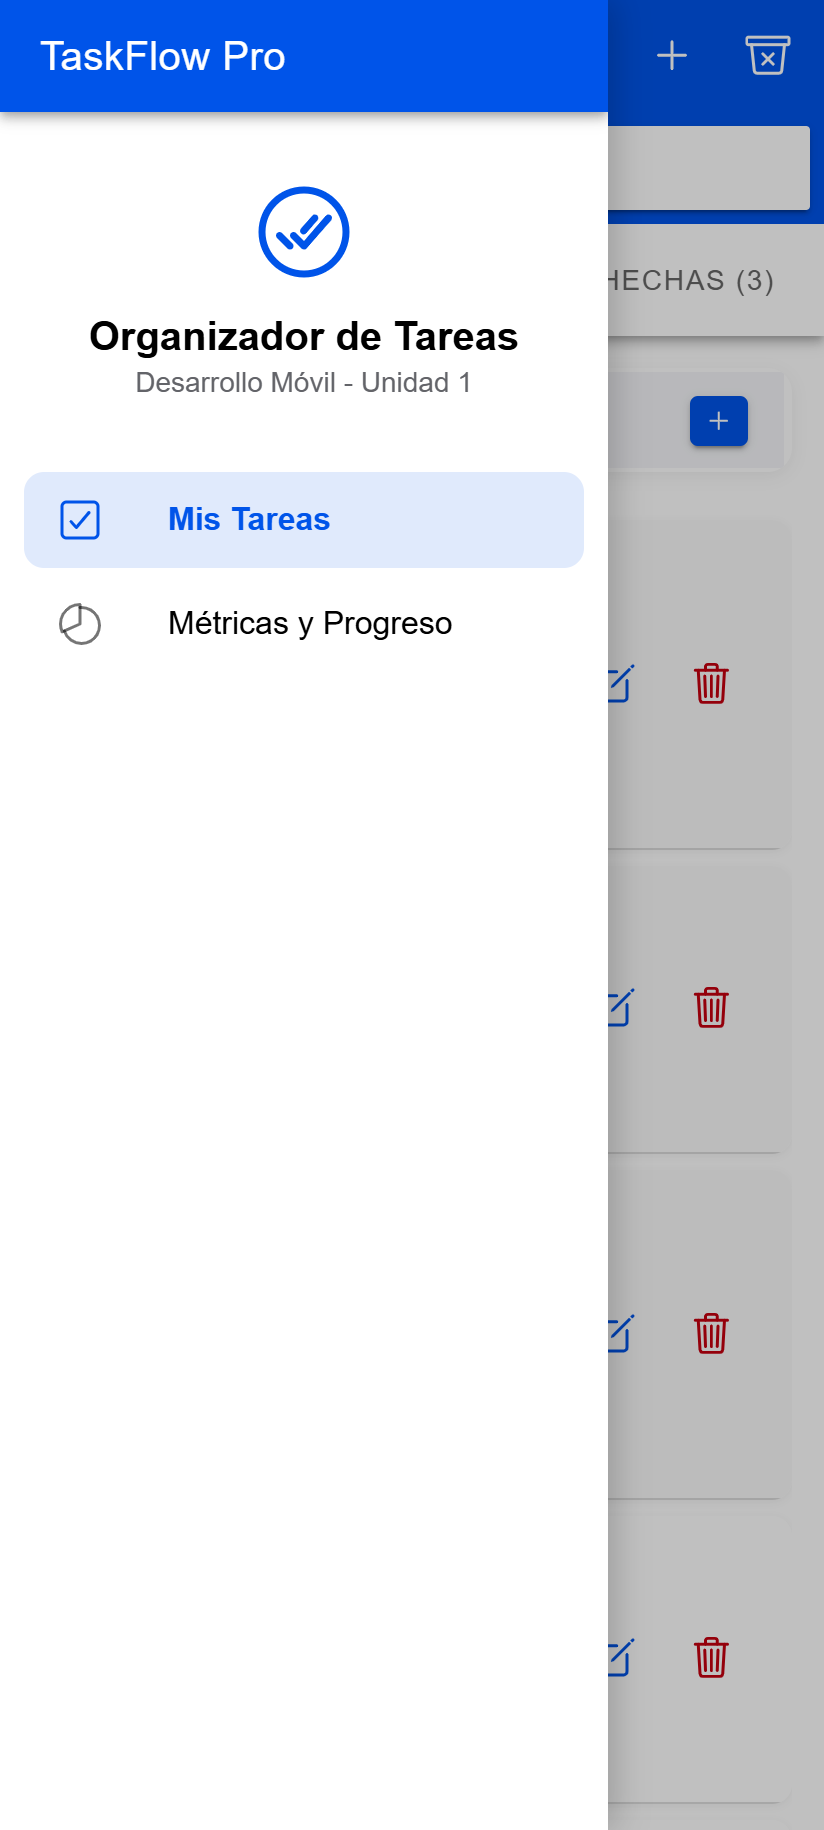 TaskFlow Pro
Organizador de Tareas
Desarrollo Móvil - Unidad 1
HECHAS (3)
Mis Tareas
Métricas y Progreso